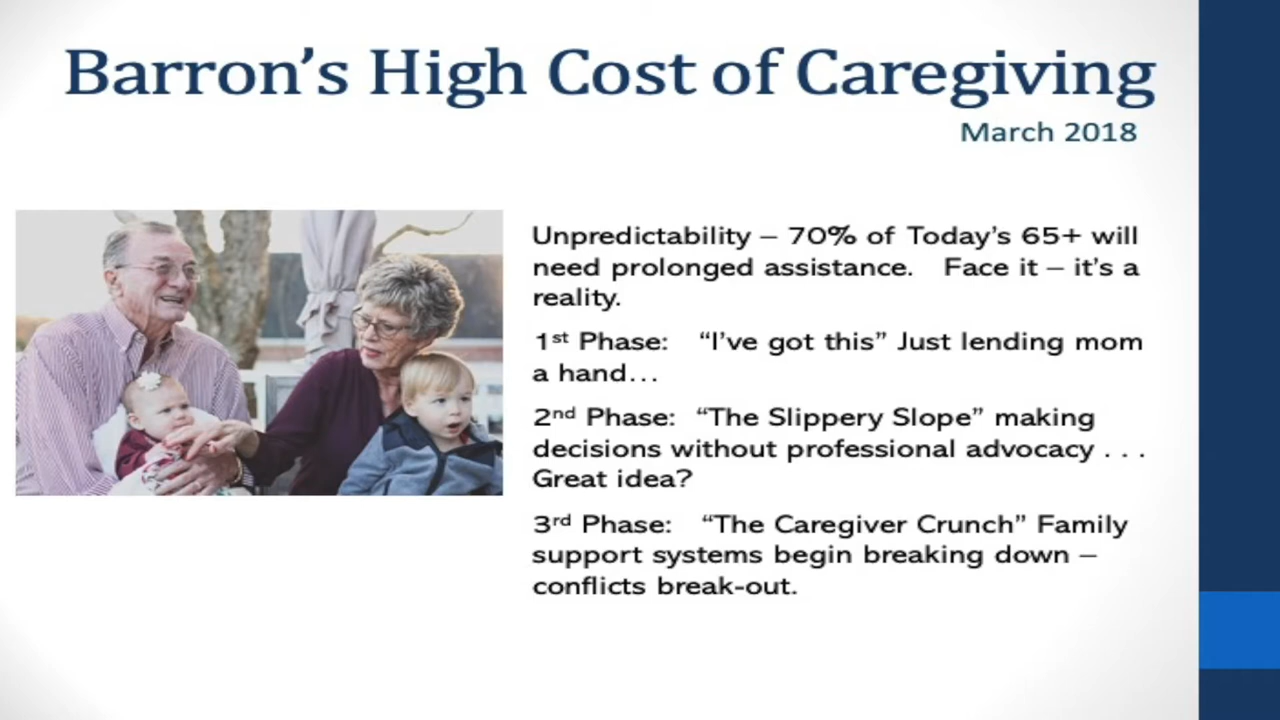 Barron's High Cost of Caregiving
March 2018
Unpredictability – 70% of Today's 65+ will
need prolonged assistance. Face it – it's a
reality.
1st Phase: "I've got this" Just lending mom
a hand…
2nd Phase: "The Slippery Slope" making
decisions without professional advocacy . . .
Great idea?
3rd Phase: "The Caregiver Crunch" Family
support systems begin breaking down –
conflicts break-out.